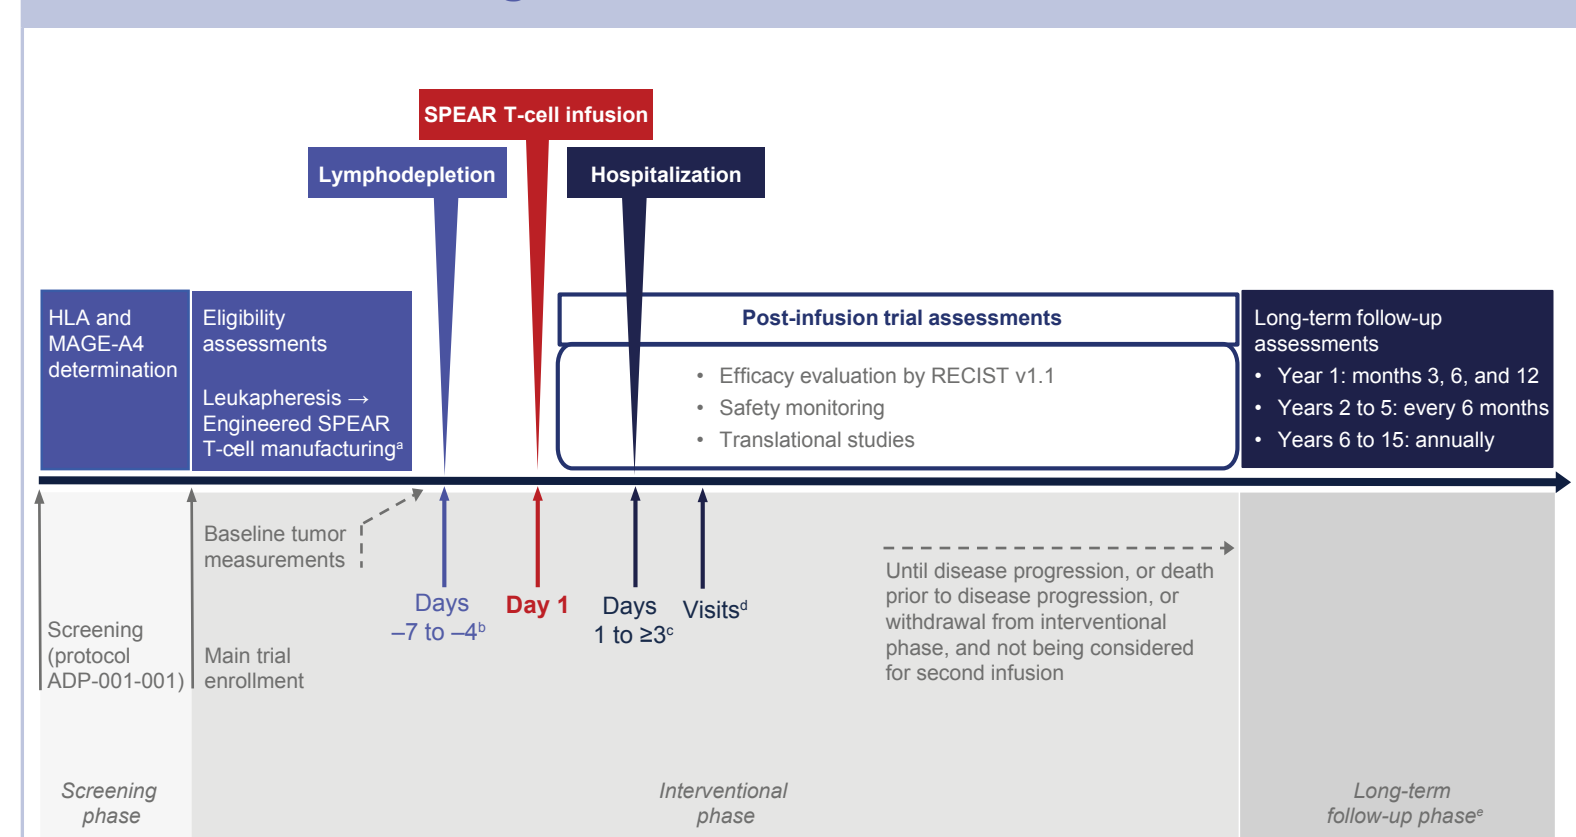 SPEAR T-cell infusion
Lymphodepletion
Hospitalization
HLA and
MAGE-A4
determination
Eligibility
assessments
Leukapheresis →
Engineered SPEAR
T-cell manufacturingᵃ
Post-infusion trial assessments
• Efficacy evaluation by RECIST v1.1
• Safety monitoring
• Translational studies
Long-term follow-up
assessments
• Year 1: months 3, 6, and 12
• Years 2 to 5: every 6 months
• Years 6 to 15: annually
Baseline tumor
measurements
Days
–7 to –4ᵇ
Day 1
Days
1 to ≥3ᶜ
Visitsᵈ
Until disease progression, or death
prior to disease progression, or
withdrawal from interventional
phase, and not being considered
for second infusion
Screening
(protocol
ADP-001-001)
Main trial
enrollment
Screening
phase
Interventional
phase
Long-term
follow-up phaseᵉ